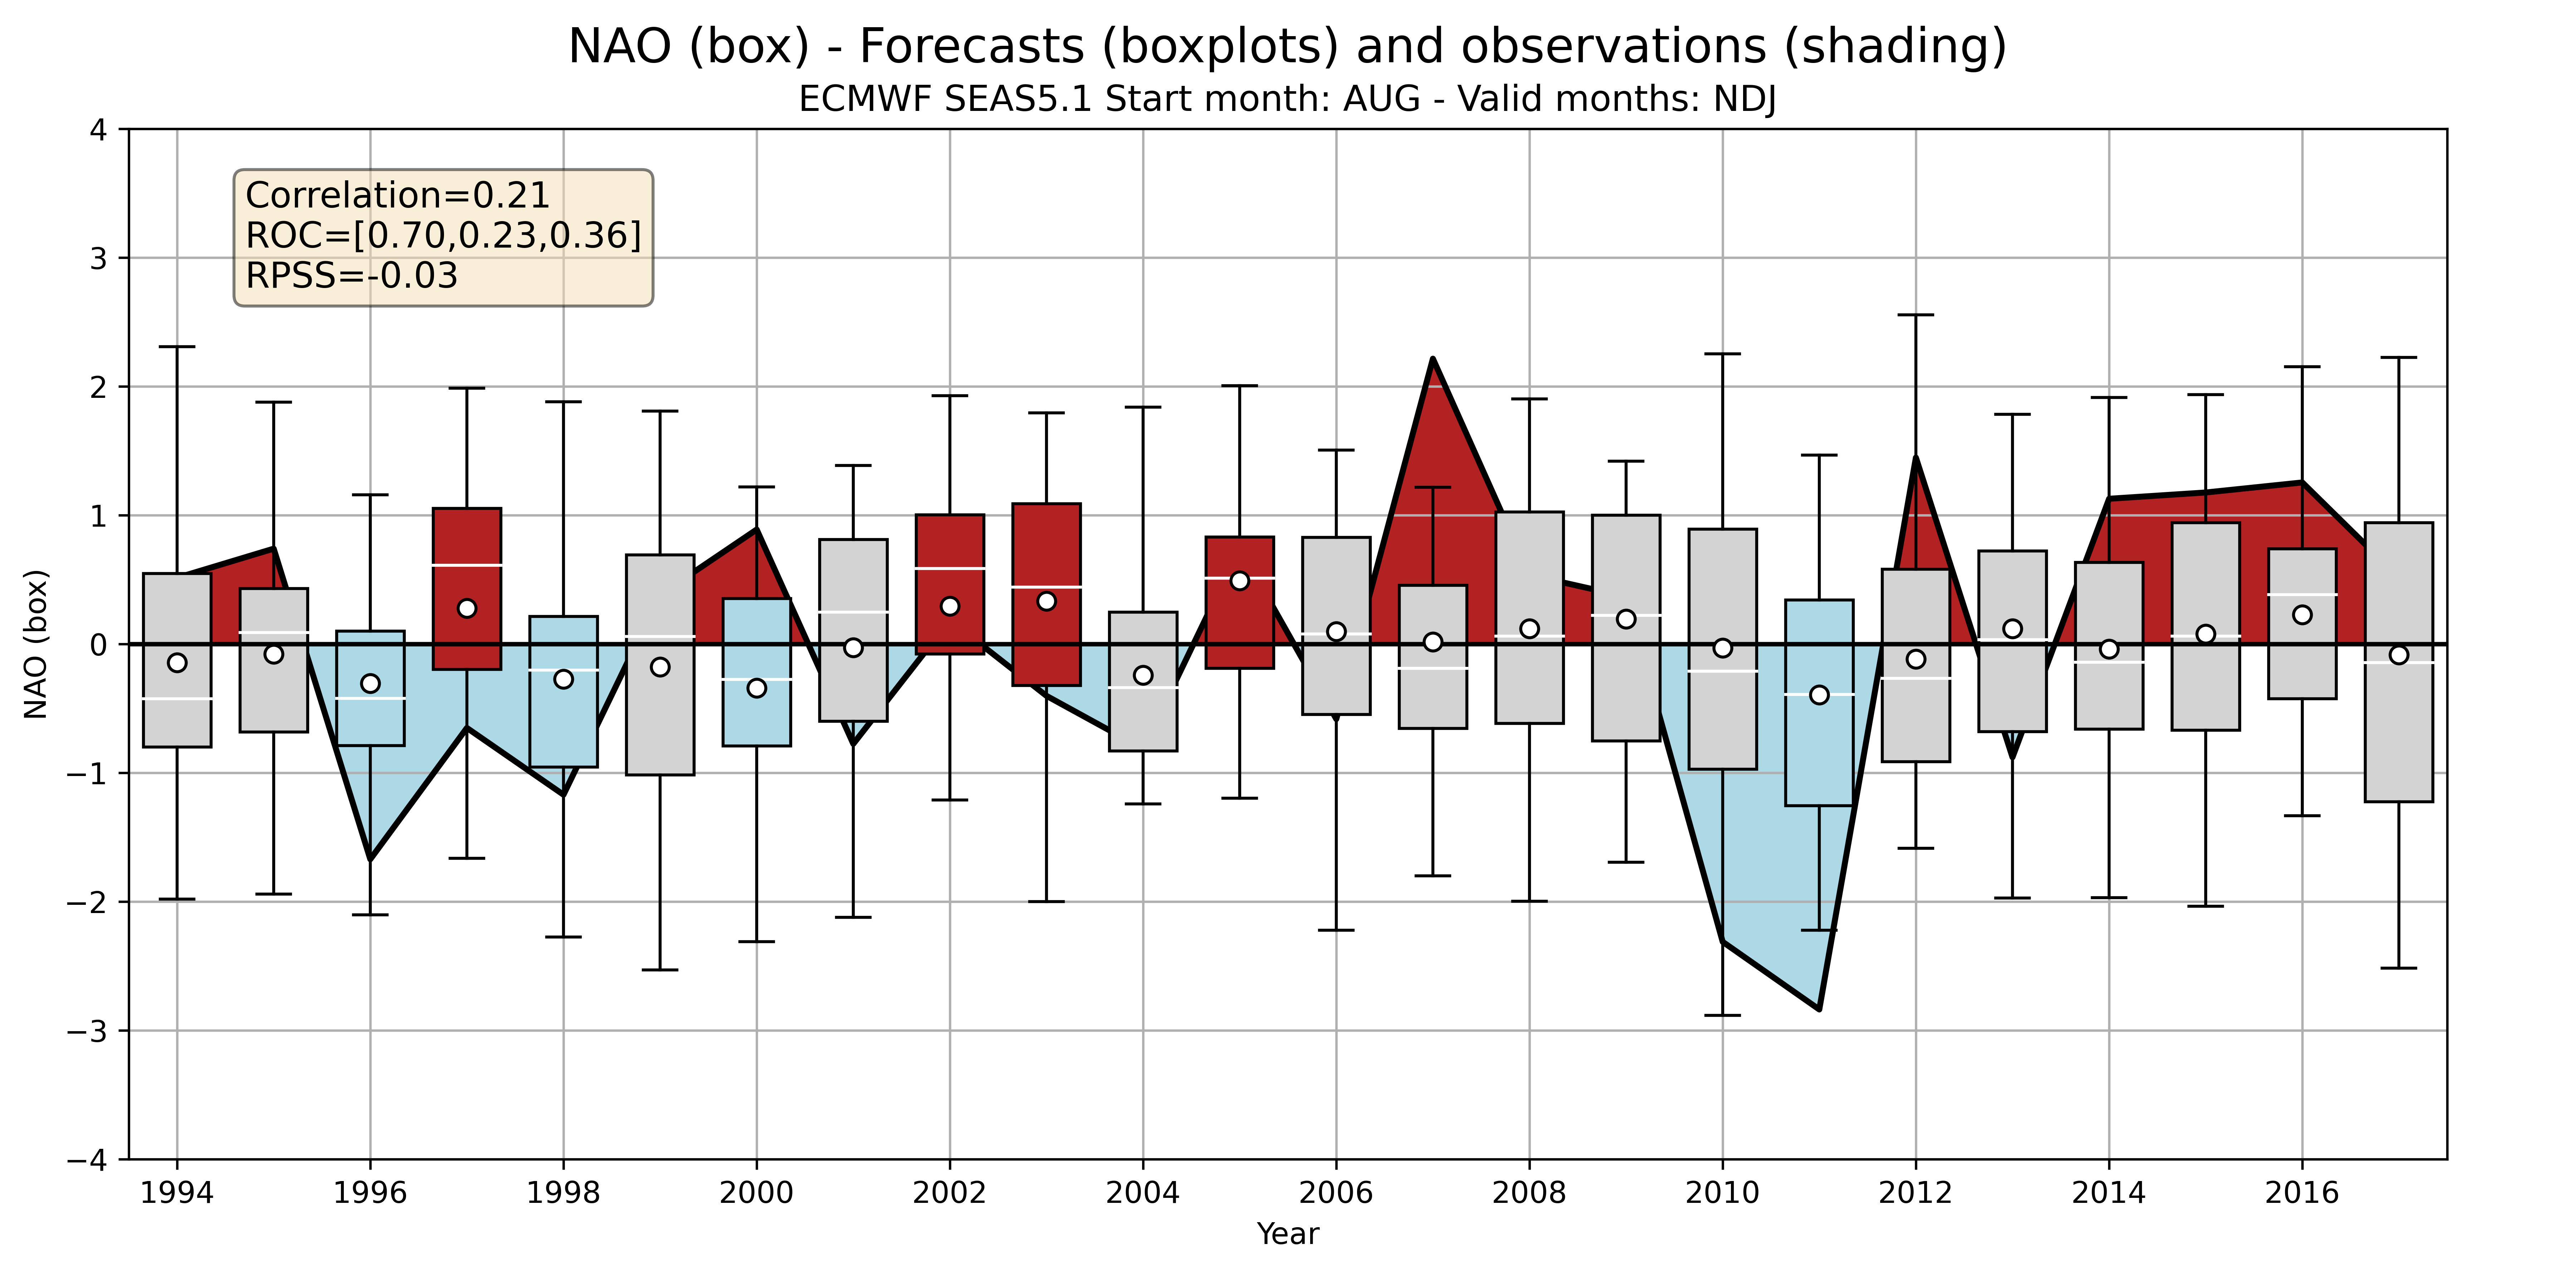 NAO (box) - Forecasts (boxplots) and observations (shading)
ECMWF SEAS5.1 Start month: AUG - Valid months: NDJ
Correlation=0.21
ROC=[0.70,0.23,0.36]
RPSS=-0.03
NAO (box)
4
3
2
1
0
−1
−2
−3
−4
1994 1996 1998 2000 2002 2004 2006 2008 2010 2012 2014 2016
Year